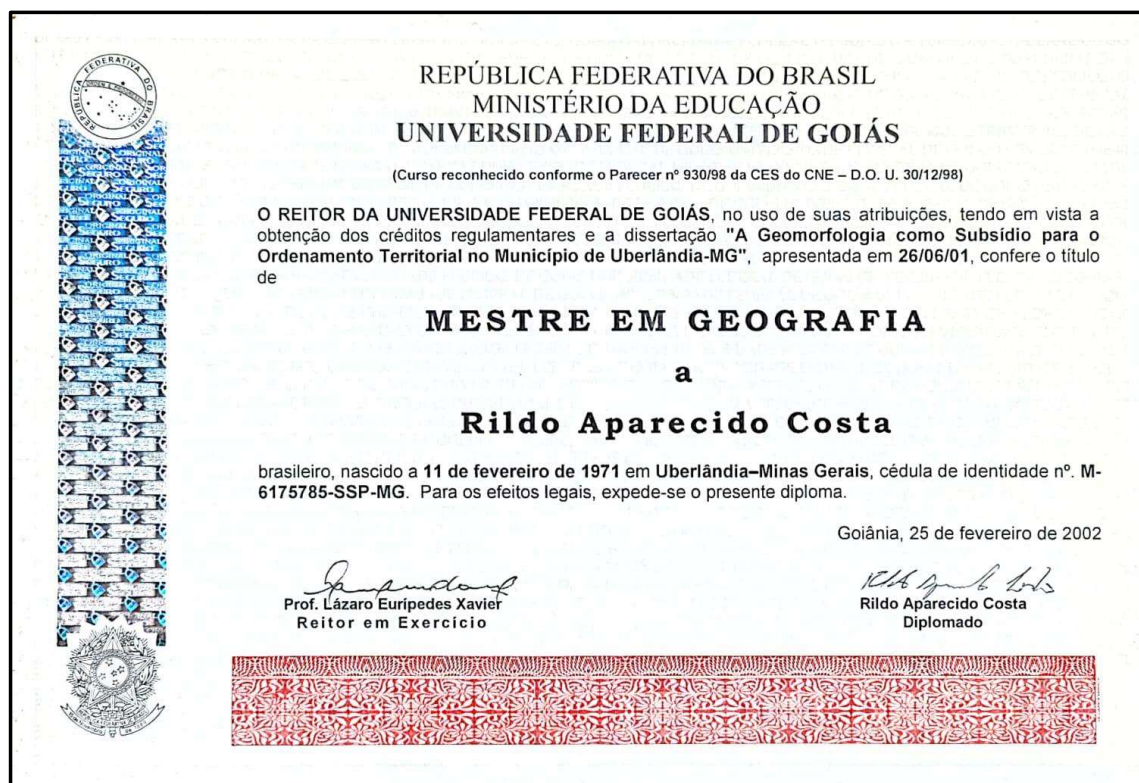 REPÚBLICA FEDERATIVA DO BRASIL
REPÚBLICA FEDERATIVA DO BRASIL
MINISTÉRIO DA EDUCAÇÃO
UNIVERSIDADE FEDERAL DE GOIÁS
(Curso reconhecido conforme o Parecer nº 930/98 da CES do CNE – D.O. U. 30/12/98)
O REITOR DA UNIVERSIDADE FEDERAL DE GOIÁS, no uso de suas atribuições, tendo em vista a
obtenção dos créditos regulamentares e a dissertação "A Geomorfologia como Subsídio para o
Ordenamento Territorial no Município de Uberlândia-MG", apresentada em 26/06/01, confere o título
de
MESTRE EM GEOGRAFIA
a
Rildo Aparecido Costa
brasileiro, nascido a 11 de fevereiro de 1971 em Uberlândia–Minas Gerais, cédula de identidade nº. M-
6175785-SSP-MG. Para os efeitos legais, expede-se o presente diploma.
Goiânia, 25 de fevereiro de 2002
Prof. Lázaro Eurípedes Xavier
Reitor em Exercício
Rildo Aparecido Costa
Diplomado